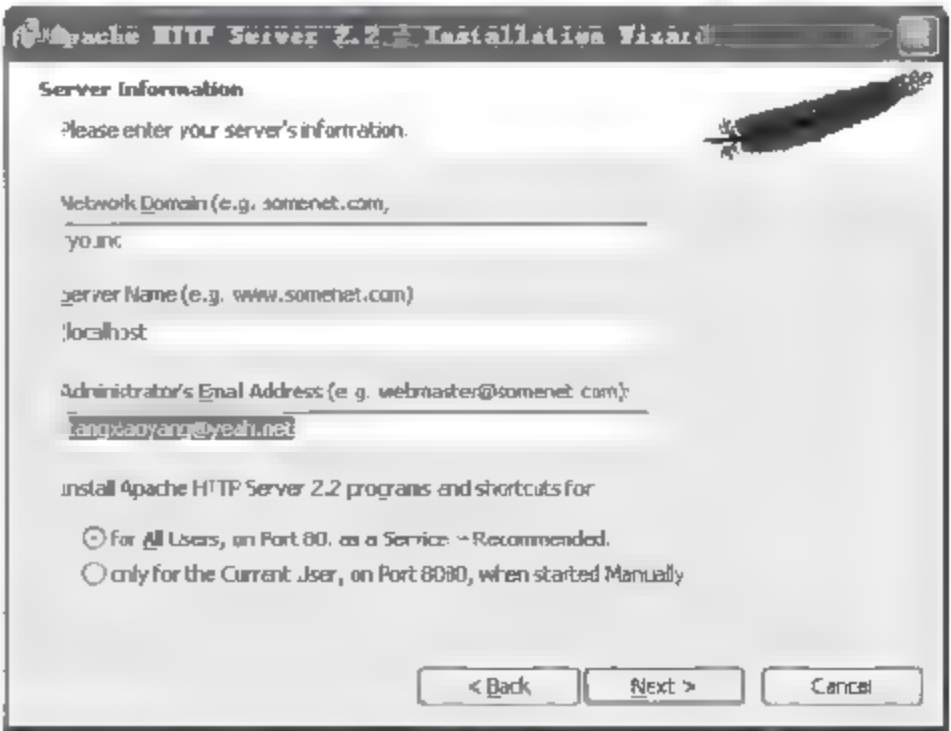 Apache HTTP Server 2.2 - Installation Wizard
Server Information
Please enter your server's information.
Network Domain (e.g. somenet.com)
Server Name (e.g. www.somenet.com)
localhost
Administrator's Email Address (e.g. webmaster@somenet.com):
tangxiaoyang@yeah.net
Install Apache HTTP Server 2.2 programs and shortcuts for
for All Users, on Port 80, as a Service - Recommended.
only for the Current User, on Port 8080, when started Manually
< Back
Next >
Cancel